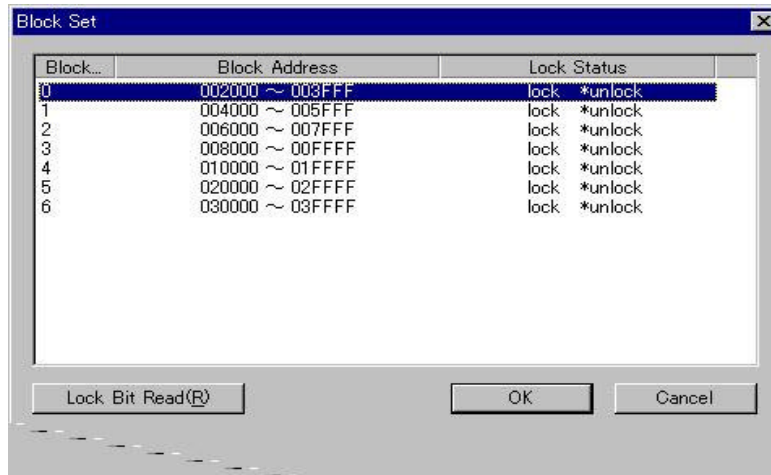 Block Set
Block... Block Address Lock Status
0 002000 ～ 003FFF lock *unlock
1 004000 ～ 005FFF lock *unlock
2 006000 ～ 007FFF lock *unlock
3 008000 ～ 00FFFF lock *unlock
4 010000 ～ 01FFFF lock *unlock
5 020000 ～ 02FFFF lock *unlock
6 030000 ～ 03FFFF lock *unlock
Lock Bit Read(R) OK Cancel